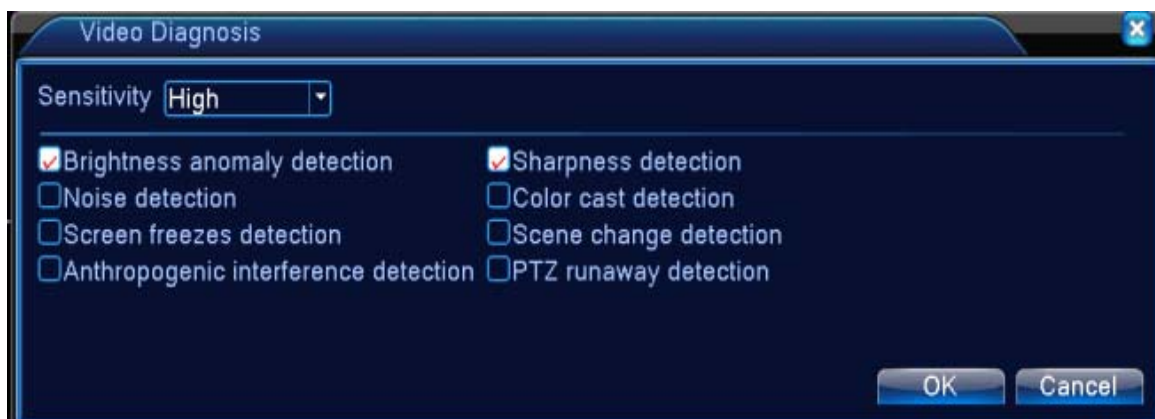 Video Diagnosis
Sensitivity High
Brightness anomaly detection Sharpness detection
Noise detection Color cast detection
Screen freezes detection Scene change detection
Anthropogenic interference detection PTZ runaway detection
OK Cancel